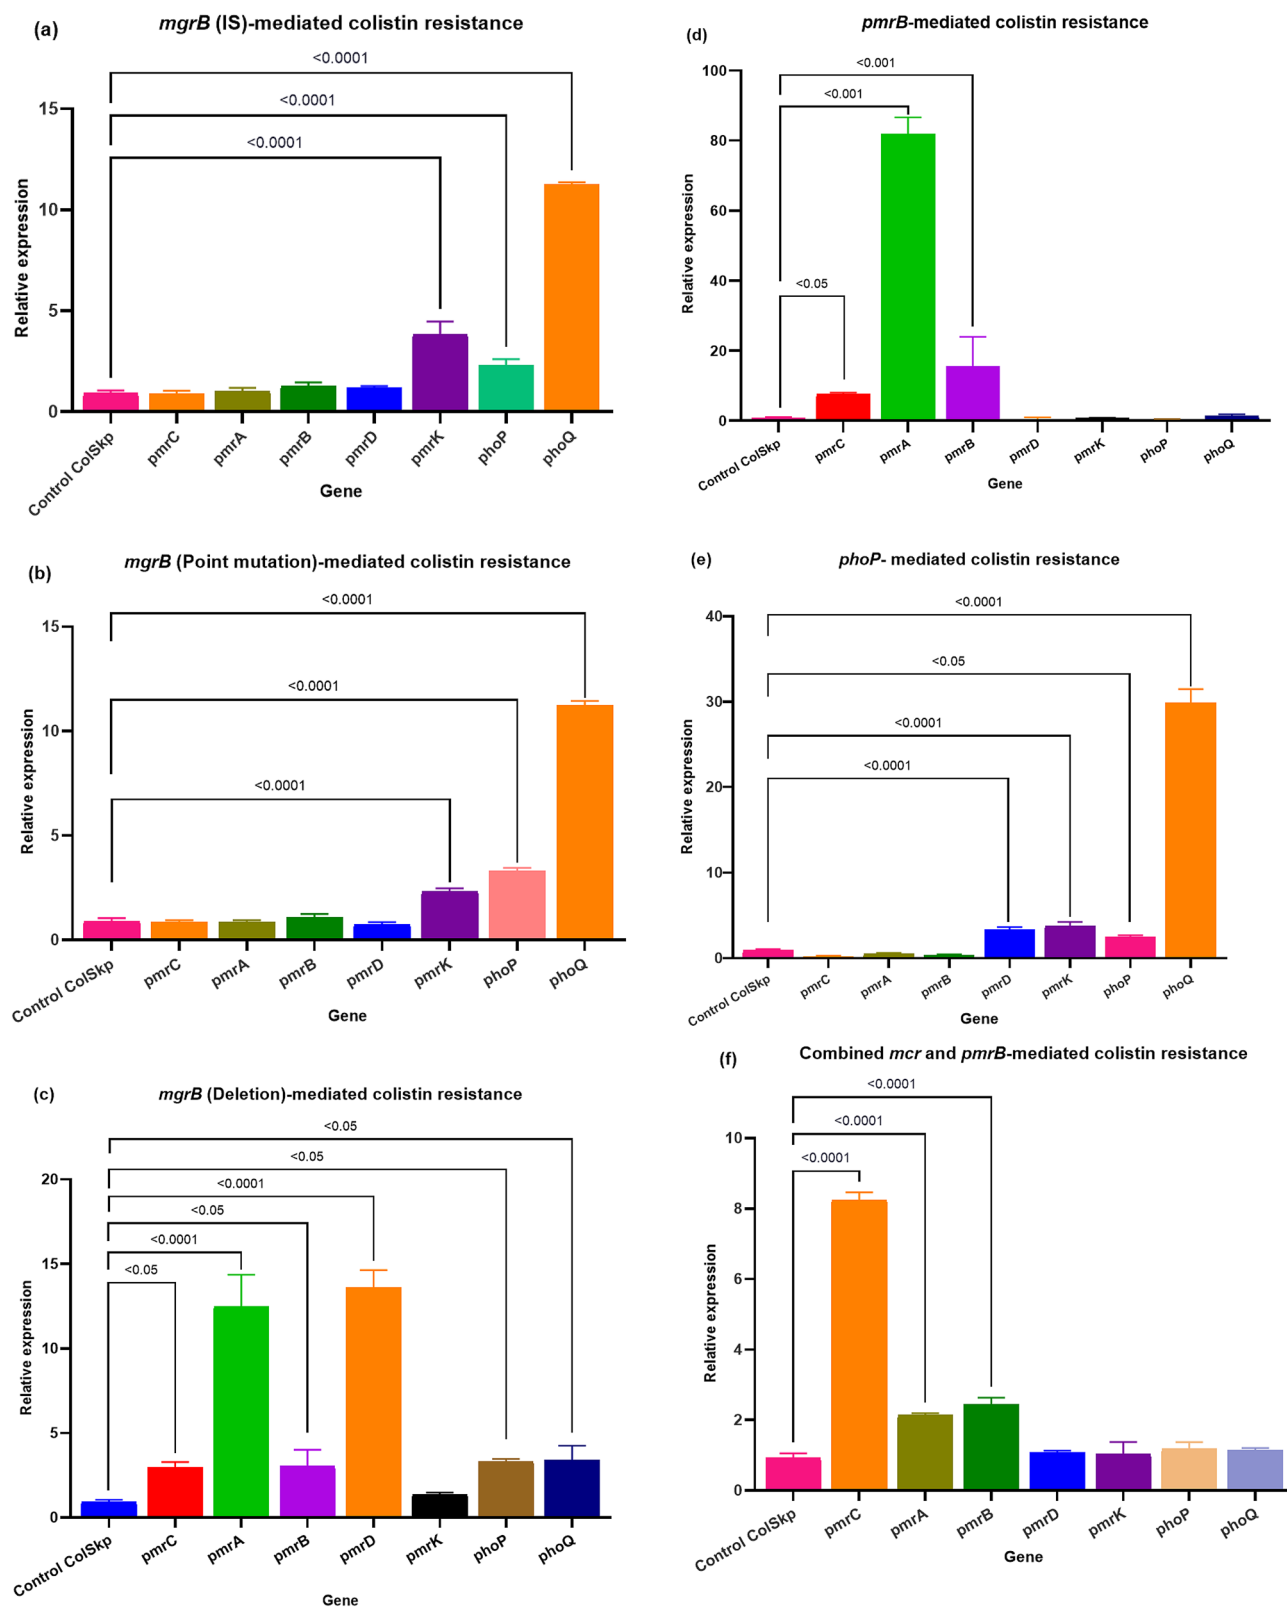 (a)
mgrB (IS)-mediated colistin resistance
<0.0001
<0.0001
<0.0001
15
10
5
0
Relative expression
Control ColSkp
pmrC
pmrA
pmrB
pmrD
pmrK
phoP
phoQ
Gene
(b)
mgrB (Point mutation)-mediated colistin resistance
<0.0001
<0.0001
<0.0001
15
10
5
0
Relative expression
Control ColSkp
pmrC
pmrA
pmrB
pmrD
pmrK
phoP
phoQ
Gene
(c)
mgrB (Deletion)-mediated colistin resistance
<0.05
<0.05
<0.0001
<0.05
<0.0001
<0.05
20
15
10
5
0
Relative expression
Control ColSkp
pmrC
pmrA
pmrB
pmrD
pmrK
phoP
phoQ
Gene
(d)
pmrB-mediated colistin resistance
<0.001
<0.001
<0.05
100
80
60
40
20
0
Relative expression
Control ColSkp
pmrC
pmrA
pmrB
pmrD
pmrK
phoP
phoQ
Gene
(e)
phoP- mediated colistin resistance
<0.0001
<0.05
<0.0001
<0.0001
40
30
20
10
0
Relative expression
Control ColSkp
pmrC
pmrA
pmrB
pmrD
pmrK
phoP
phoQ
Gene
(f)
Combined mcr and pmrB-mediated colistin resistance
<0.0001
<0.0001
<0.0001
10
8
6
4
2
0
Relative expression
Control ColSkp
pmrC
pmrA
pmrB
pmrD
pmrK
phoP
phoQ
Gene